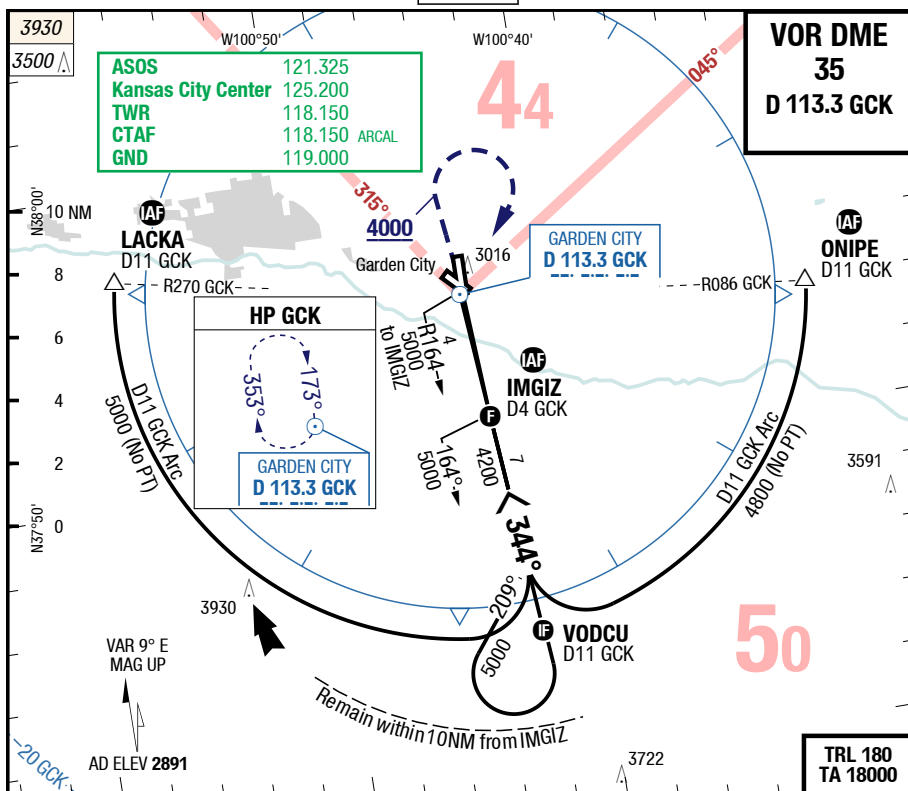 3930
3500
W100°50'
W100°40'
VOR DME
35
D 113.3 GCK
ASOS 121.325
Kansas City Center 125.200
TWR 118.150
CTAF 118.150 ARCAL
GND 119.000
44
045°
315°
N38°00'
10 NM
IAF
LACKA
D11 GCK
4000
Garden City
3016
GARDEN CITY
D 113.3 GCK
IAF
ONIPE
D11 GCK
8
R270 GCK
R086 GCK
HP GCK
353°
173°
GARDEN CITY
D 113.3 GCK
6
4
R164
5000
to IMGIZ
IAF
IMGIZ
D4 GCK
4
F
D11 GCK Arc
5000 (No PT)
164°
5000
7
4200
D11 GCK Arc
4800 (No PT)
2
3591
N37°50'
0
344°
3930
209°
5000
IF
VODCU
D11 GCK
50
VAR 9° E
MAG UP
Remain within 10NM from IMGIZ
20 GCK
AD ELEV 2891
3722
TRL 180
TA 18000